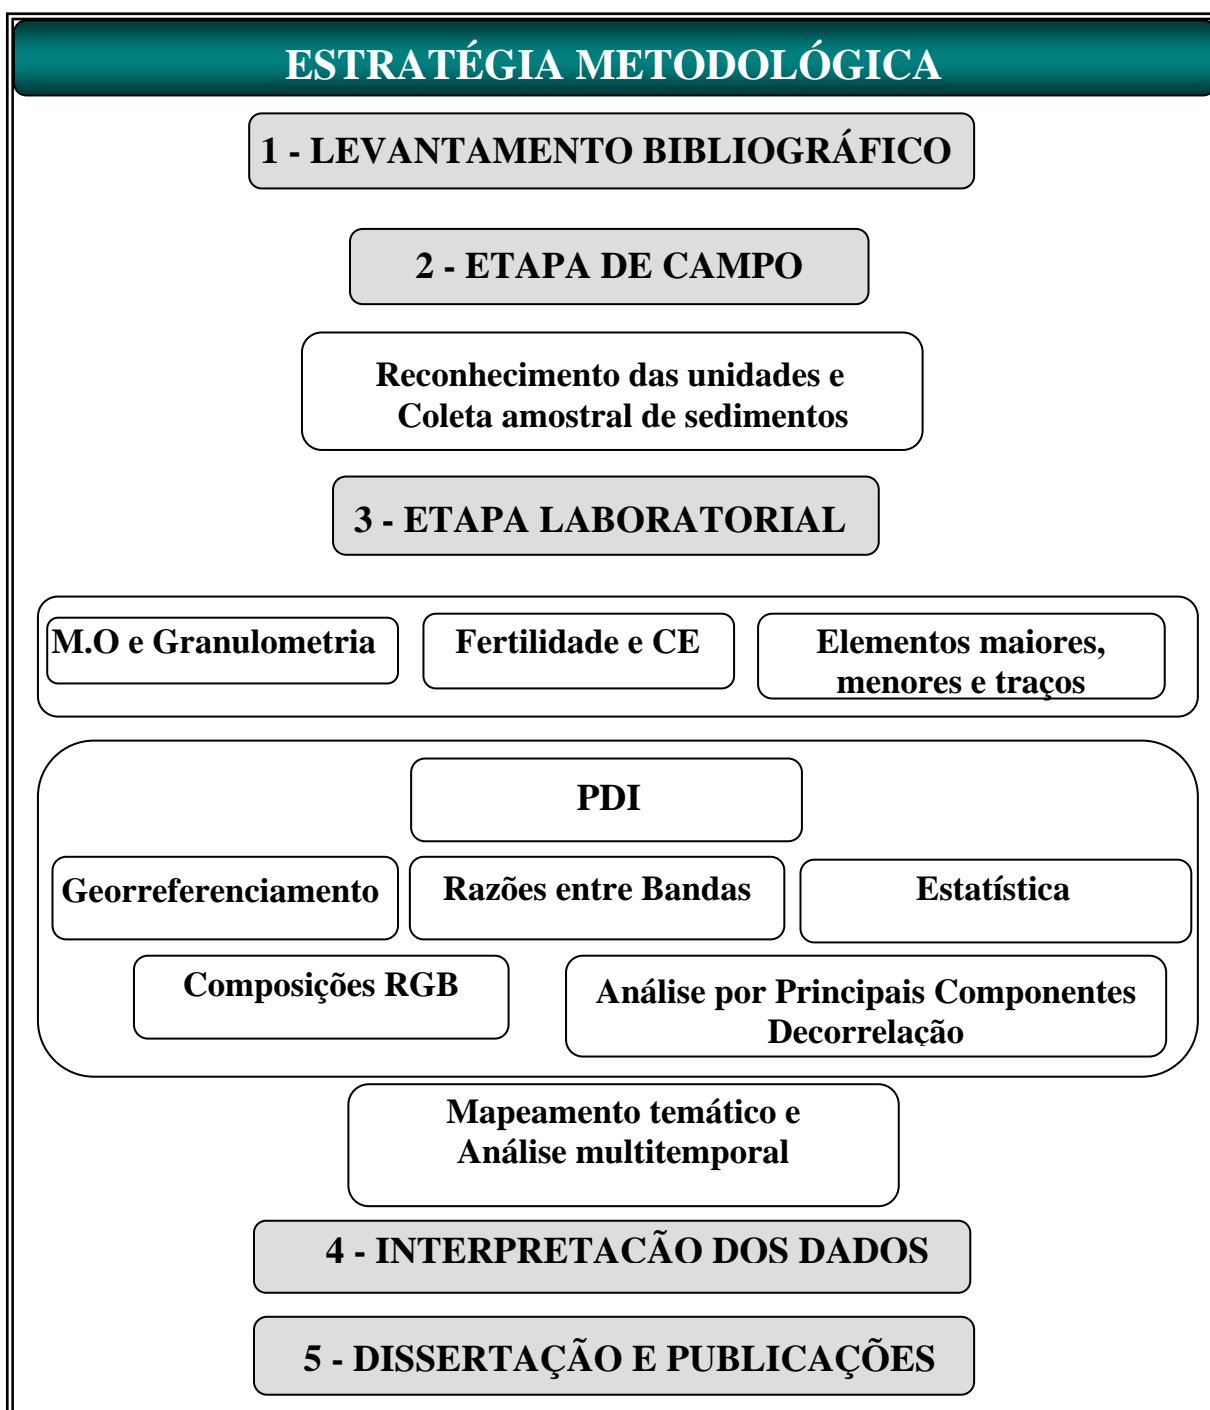 ESTRATÉGIA METODOLÓGICA
1 - LEVANTAMENTO BIBLIOGRÁFICO
2 - ETAPA DE CAMPO
Reconhecimento das unidades e
Coleta amostral de sedimentos
3 - ETAPA LABORATORIAL
M.O e Granulometria
Fertilidade e CE
Elementos maiores,
menores e traços
PDI
Georreferenciamento
Razões entre Bandas
Estatística
Composições RGB
Análise por Principais Componentes
Decorrelação
Mapeamento temático e
Análise multitemporal
4 - INTERPRETACÃO DOS DADOS
5 - DISSERTAÇÃO E PUBLICAÇÕES